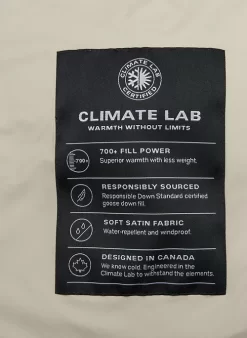 CLIMATE LAB
CERTIFIED
CLIMATE LAB
WARMTH WITHOUT LIMITS
700+ FILL POWER
-700+
Superior warmth with less weight.
RESPONSIBLY SOURCED
Responsible Down Standard certified
goose down fill.
SOFT SATIN FABRIC
Water-repellent and windproof.
DESIGNED IN CANADA
We know cold. Engineered in the
Climate Lab to withstand the elements.